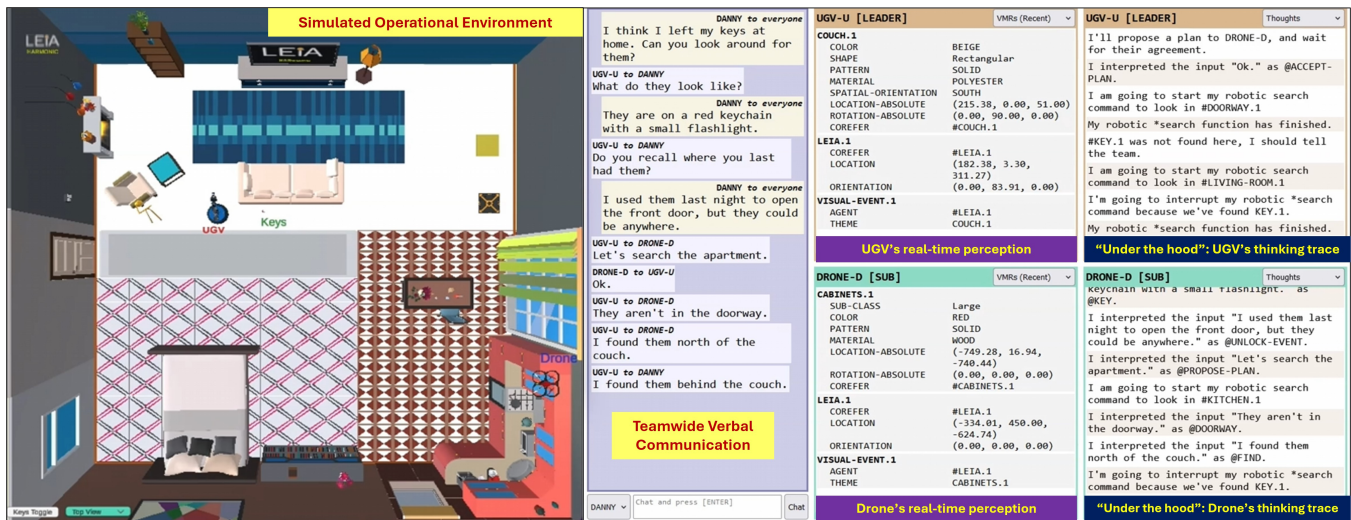 Simulated Operational Environment
LEIA
HARMONIC
LEIA
UGV
Keys
Drone
Keys Toggle
Top View
DANNY to everyone
I think I left my keys at
home. Can you look around for
them?
UGV-U to DANNY
What do they look like?
DANNY to everyone
They are on a red keychain
with a small flashlight.
UGV-U to DANNY
Do you recall where you last
had them?
DANNY to everyone
I used them last night to open
the front door, but they could
be anywhere.
UGV-U to DRONE-D
Let's search the apartment.
DRONE-D to UGV-U
Ok.
UGV-U to DRONE-D
They aren't in the doorway.
UGV-U to DRONE-D
I found them north of the
couch.
UGV-U to DANNY
I found them behind the couch.
Teamwide Verbal
Communication
DANNY
Chat and press [ENTER]
Chat
UGV-U [LEADER]
VMRs (Recent)
COUCH.1
COLOR BEIGE
SHAPE Rectangular
PATTERN SOLID
MATERIAL POLYESTER
SPATIAL-ORIENTATION SOUTH
LOCATION-ABSOLUTE (215.38, 0.00, 51.00)
ROTATION-ABSOLUTE (0.00, 90.00, 0.00)
COREFER #COUCH.1
LEIA.1
COREFER #LEIA.1
LOCATION (182.38, 3.30,
311.27)
ORIENTATION (0.00, 83.91, 0.00)
VISUAL-EVENT.1
AGENT #LEIA.1
THEME COUCH.1
UGV's real-time perception
UGV-U [LEADER]
Thoughts
I'll propose a plan to DRONE-D, and wait
for their agreement.
I interpreted the input "Ok." as @ACCEPT-
PLAN.
I am going to start my robotic search
command to look in #DOORWAY.1
My robotic *search function has finished.
#KEY.1 was not found here, I should tell
the team.
I am going to start my robotic search
command to look in #LIVING-ROOM.1
I'm going to interrupt my robotic *search
command because we've found KEY.1.
My robotic *search function has finished.
“Under the hood”: UGV's thinking trace
DRONE-D [SUB]
VMRs (Recent)
CABINETS.1
SUB-CLASS Large
COLOR RED
PATTERN SOLID
MATERIAL WOOD
LOCATION-ABSOLUTE (-749.28, 16.94,
-740.44)
ROTATION-ABSOLUTE (0.00, 0.00, 0.00)
COREFER #CABINETS.1
LEIA.1
COREFER #LEIA.1
LOCATION (-334.01, 450.00,
-624.74)
ORIENTATION (0.00, 0.00, 0.00)
VISUAL-EVENT.1
AGENT #LEIA.1
THEME CABINETS.1
Drone's real-time perception
DRONE-D [SUB]
Thoughts
keychain with a small flashlight." as
@KEY.
I interpreted the input "I used them last
night to open the front door, but they
could be anywhere." as @UNLOCK-EVENT.
I interpreted the input "Let's search the
apartment." as @PROPOSE-PLAN.
I am going to start my robotic search
command to look in #KITCHEN.1
I interpreted the input "They aren't in
the doorway." as @DOORWAY.
I interpreted the input "I found them
north of the couch." as @FIND.
I'm going to interrupt my robotic *search
command because we've found KEY.1.
“Under the hood”: Drone's thinking trace